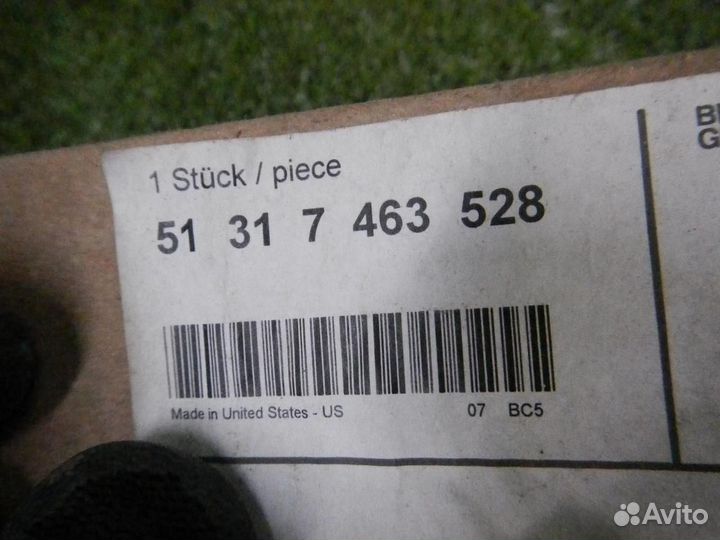 1 Stück / piece
51 31 7 463 528
Made in United States - US 07 BC5
Avito